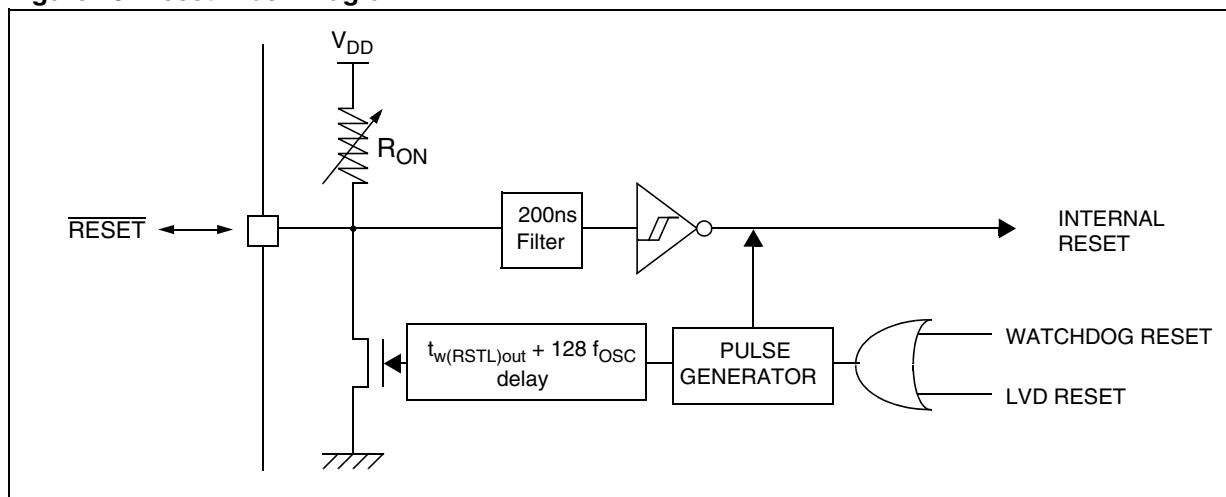 V_DD
R_ON
RESET
200ns
Filter
INTERNAL
RESET
t_w(RSTL)out + 128 f_OSC
delay
PULSE
GENERATOR
WATCHDOG RESET
LVD RESET